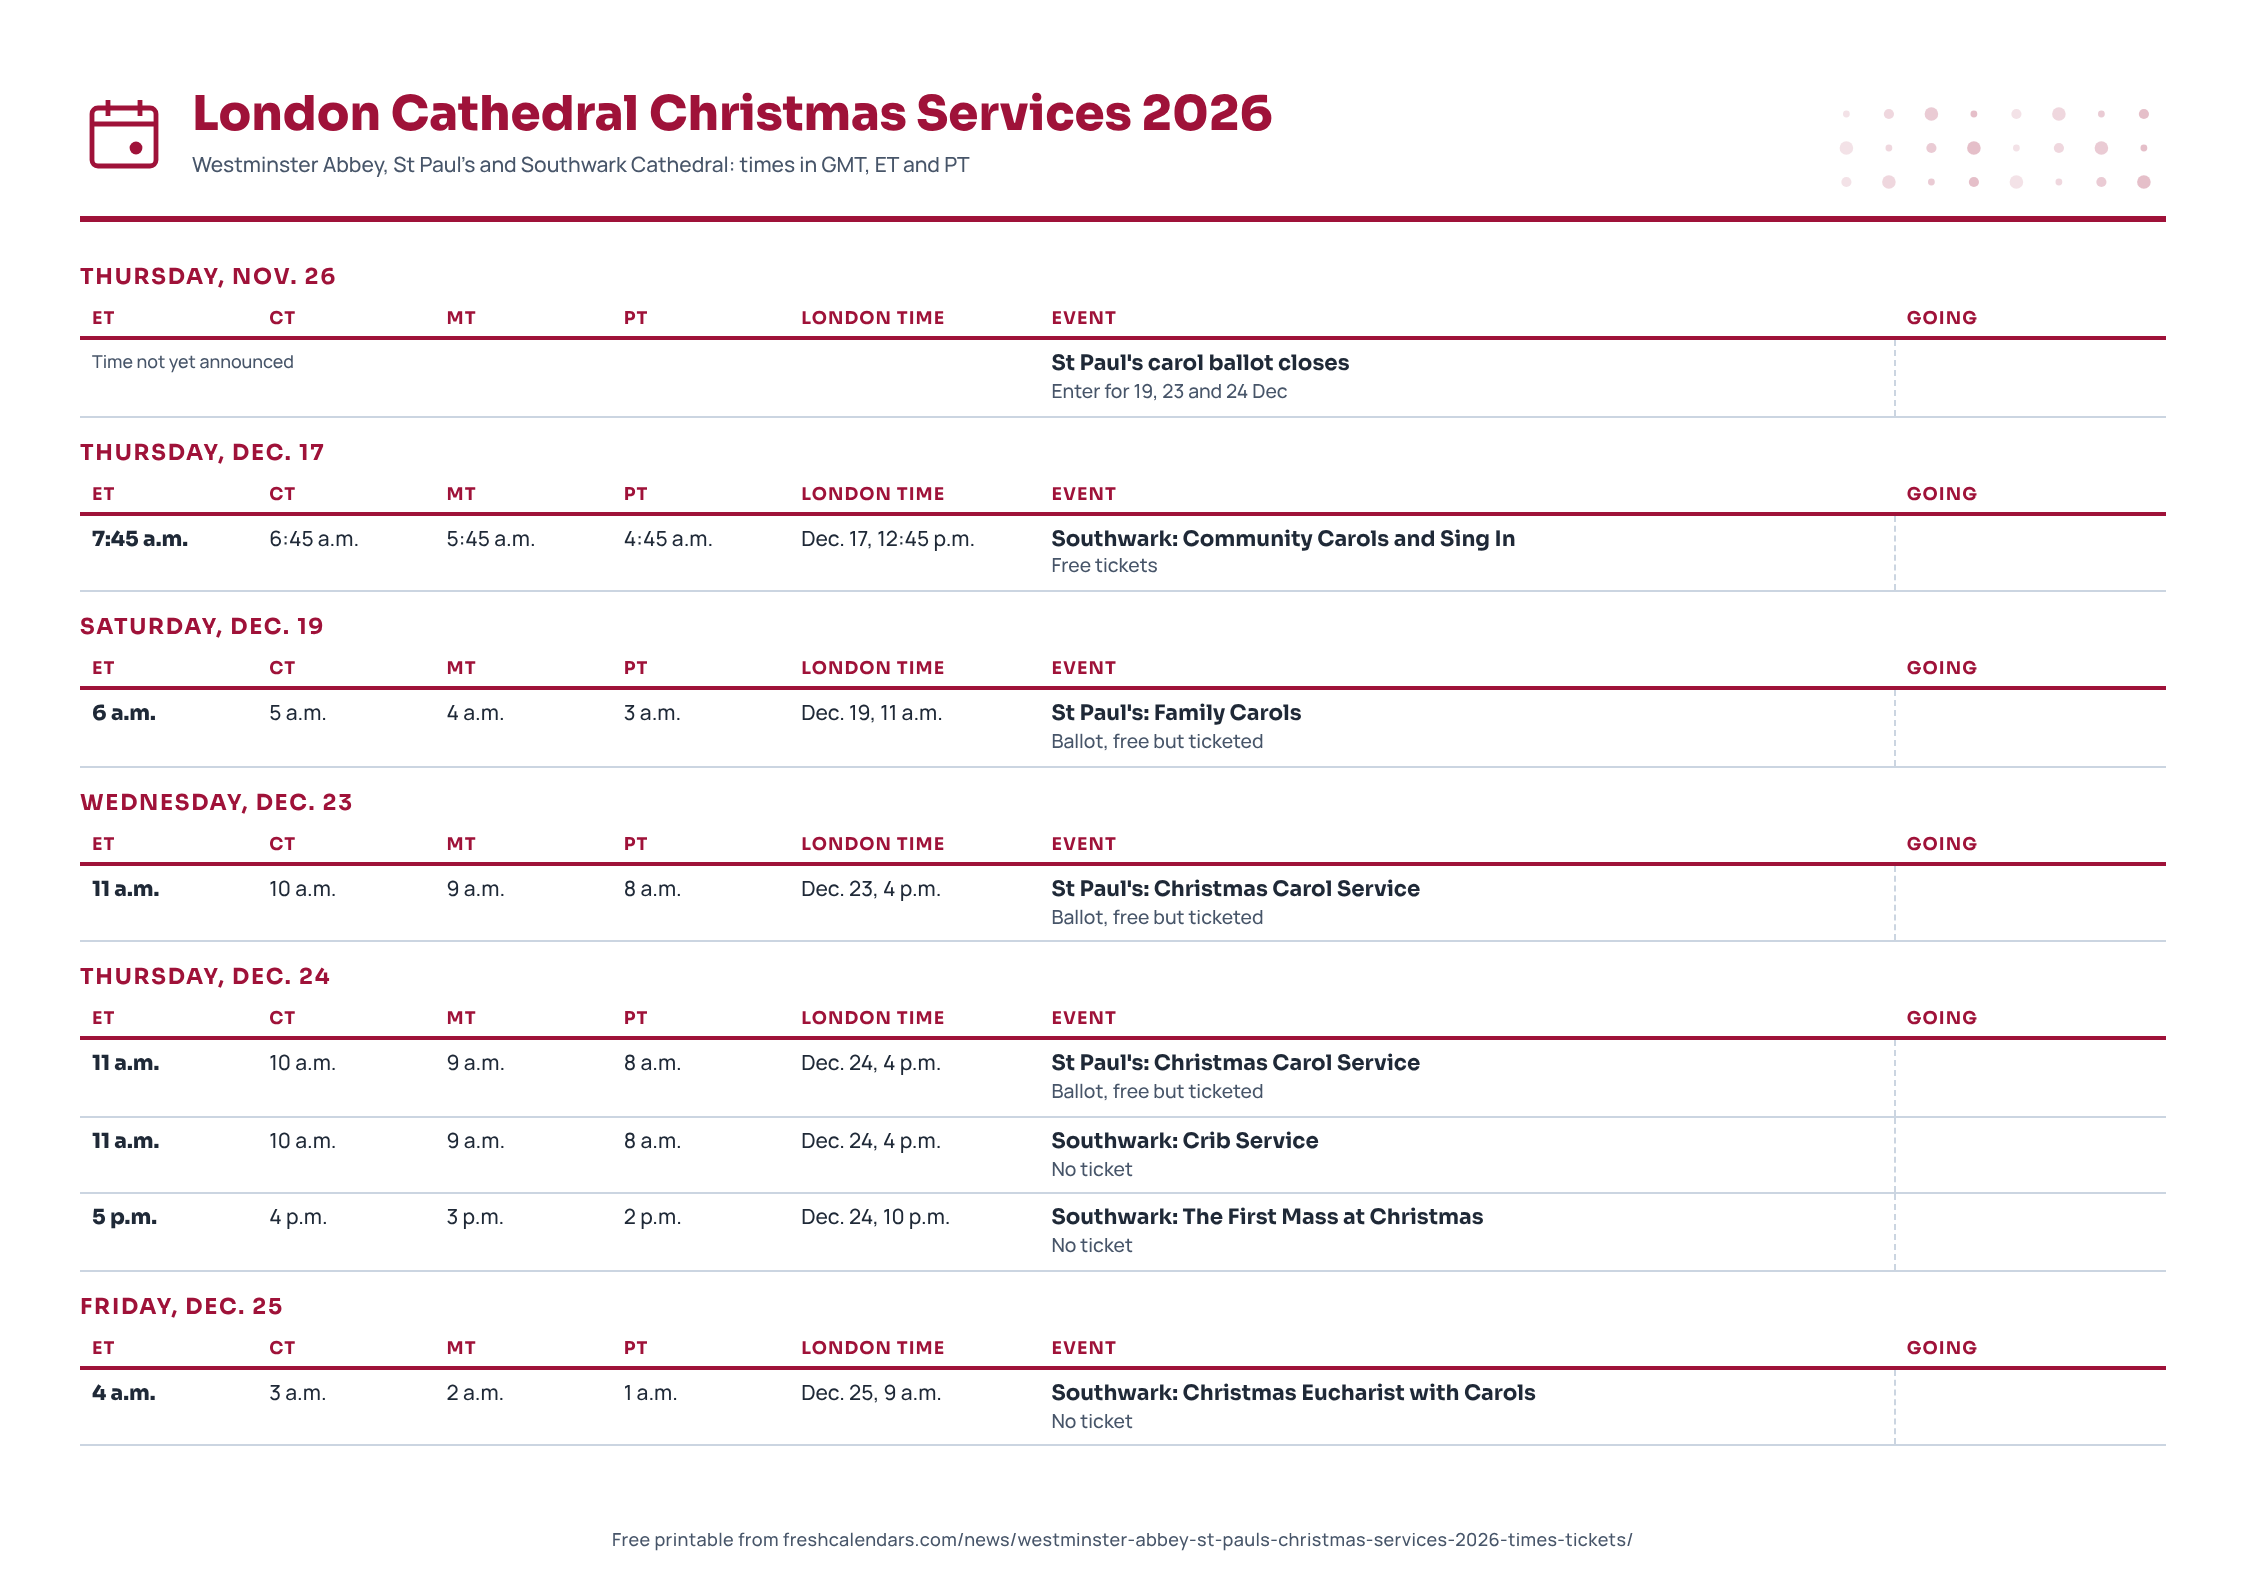 London Cathedral Christmas Services 2026
Westminster Abbey, St Paul's and Southwark Cathedral: times in GMT, ET and PT
THURSDAY, NOV. 26
ET CT MT PT LONDON TIME EVENT GOING
Time not yet announced St Paul's carol ballot closes
Enter for 19, 23 and 24 Dec
THURSDAY, DEC. 17
ET CT MT PT LONDON TIME EVENT GOING
7:45 a.m. 6:45 a.m. 5:45 a.m. 4:45 a.m. Dec. 17, 12:45 p.m. Southwark: Community Carols and Sing In
Free tickets
SATURDAY, DEC. 19
ET CT MT PT LONDON TIME EVENT GOING
6 a.m. 5 a.m. 4 a.m. 3 a.m. Dec. 19, 11 a.m. St Paul's: Family Carols
Ballot, free but ticketed
WEDNESDAY, DEC. 23
ET CT MT PT LONDON TIME EVENT GOING
11 a.m. 10 a.m. 9 a.m. 8 a.m. Dec. 23, 4 p.m. St Paul's: Christmas Carol Service
Ballot, free but ticketed
THURSDAY, DEC. 24
ET CT MT PT LONDON TIME EVENT GOING
11 a.m. 10 a.m. 9 a.m. 8 a.m. Dec. 24, 4 p.m. St Paul's: Christmas Carol Service
Ballot, free but ticketed
11 a.m. 10 a.m. 9 a.m. 8 a.m. Dec. 24, 4 p.m. Southwark: Crib Service
No ticket
5 p.m. 4 p.m. 3 p.m. 2 p.m. Dec. 24, 10 p.m. Southwark: The First Mass at Christmas
No ticket
FRIDAY, DEC. 25
ET CT MT PT LONDON TIME EVENT GOING
4 a.m. 3 a.m. 2 a.m. 1 a.m. Dec. 25, 9 a.m. Southwark: Christmas Eucharist with Carols
No ticket
Free printable from freshcalendars.com/news/westminster-abbey-st-pauls-christmas-services-2026-times-tickets/